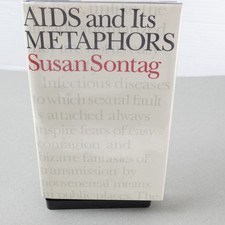 AIDS and Its
METAPHORS
Susan Sontag
Infectious diseases
to which sexual fault
is attached always
inspire fears of easy
contagion and
bizarre fantasies of
transmission by
nonvenereal means
in public places. The